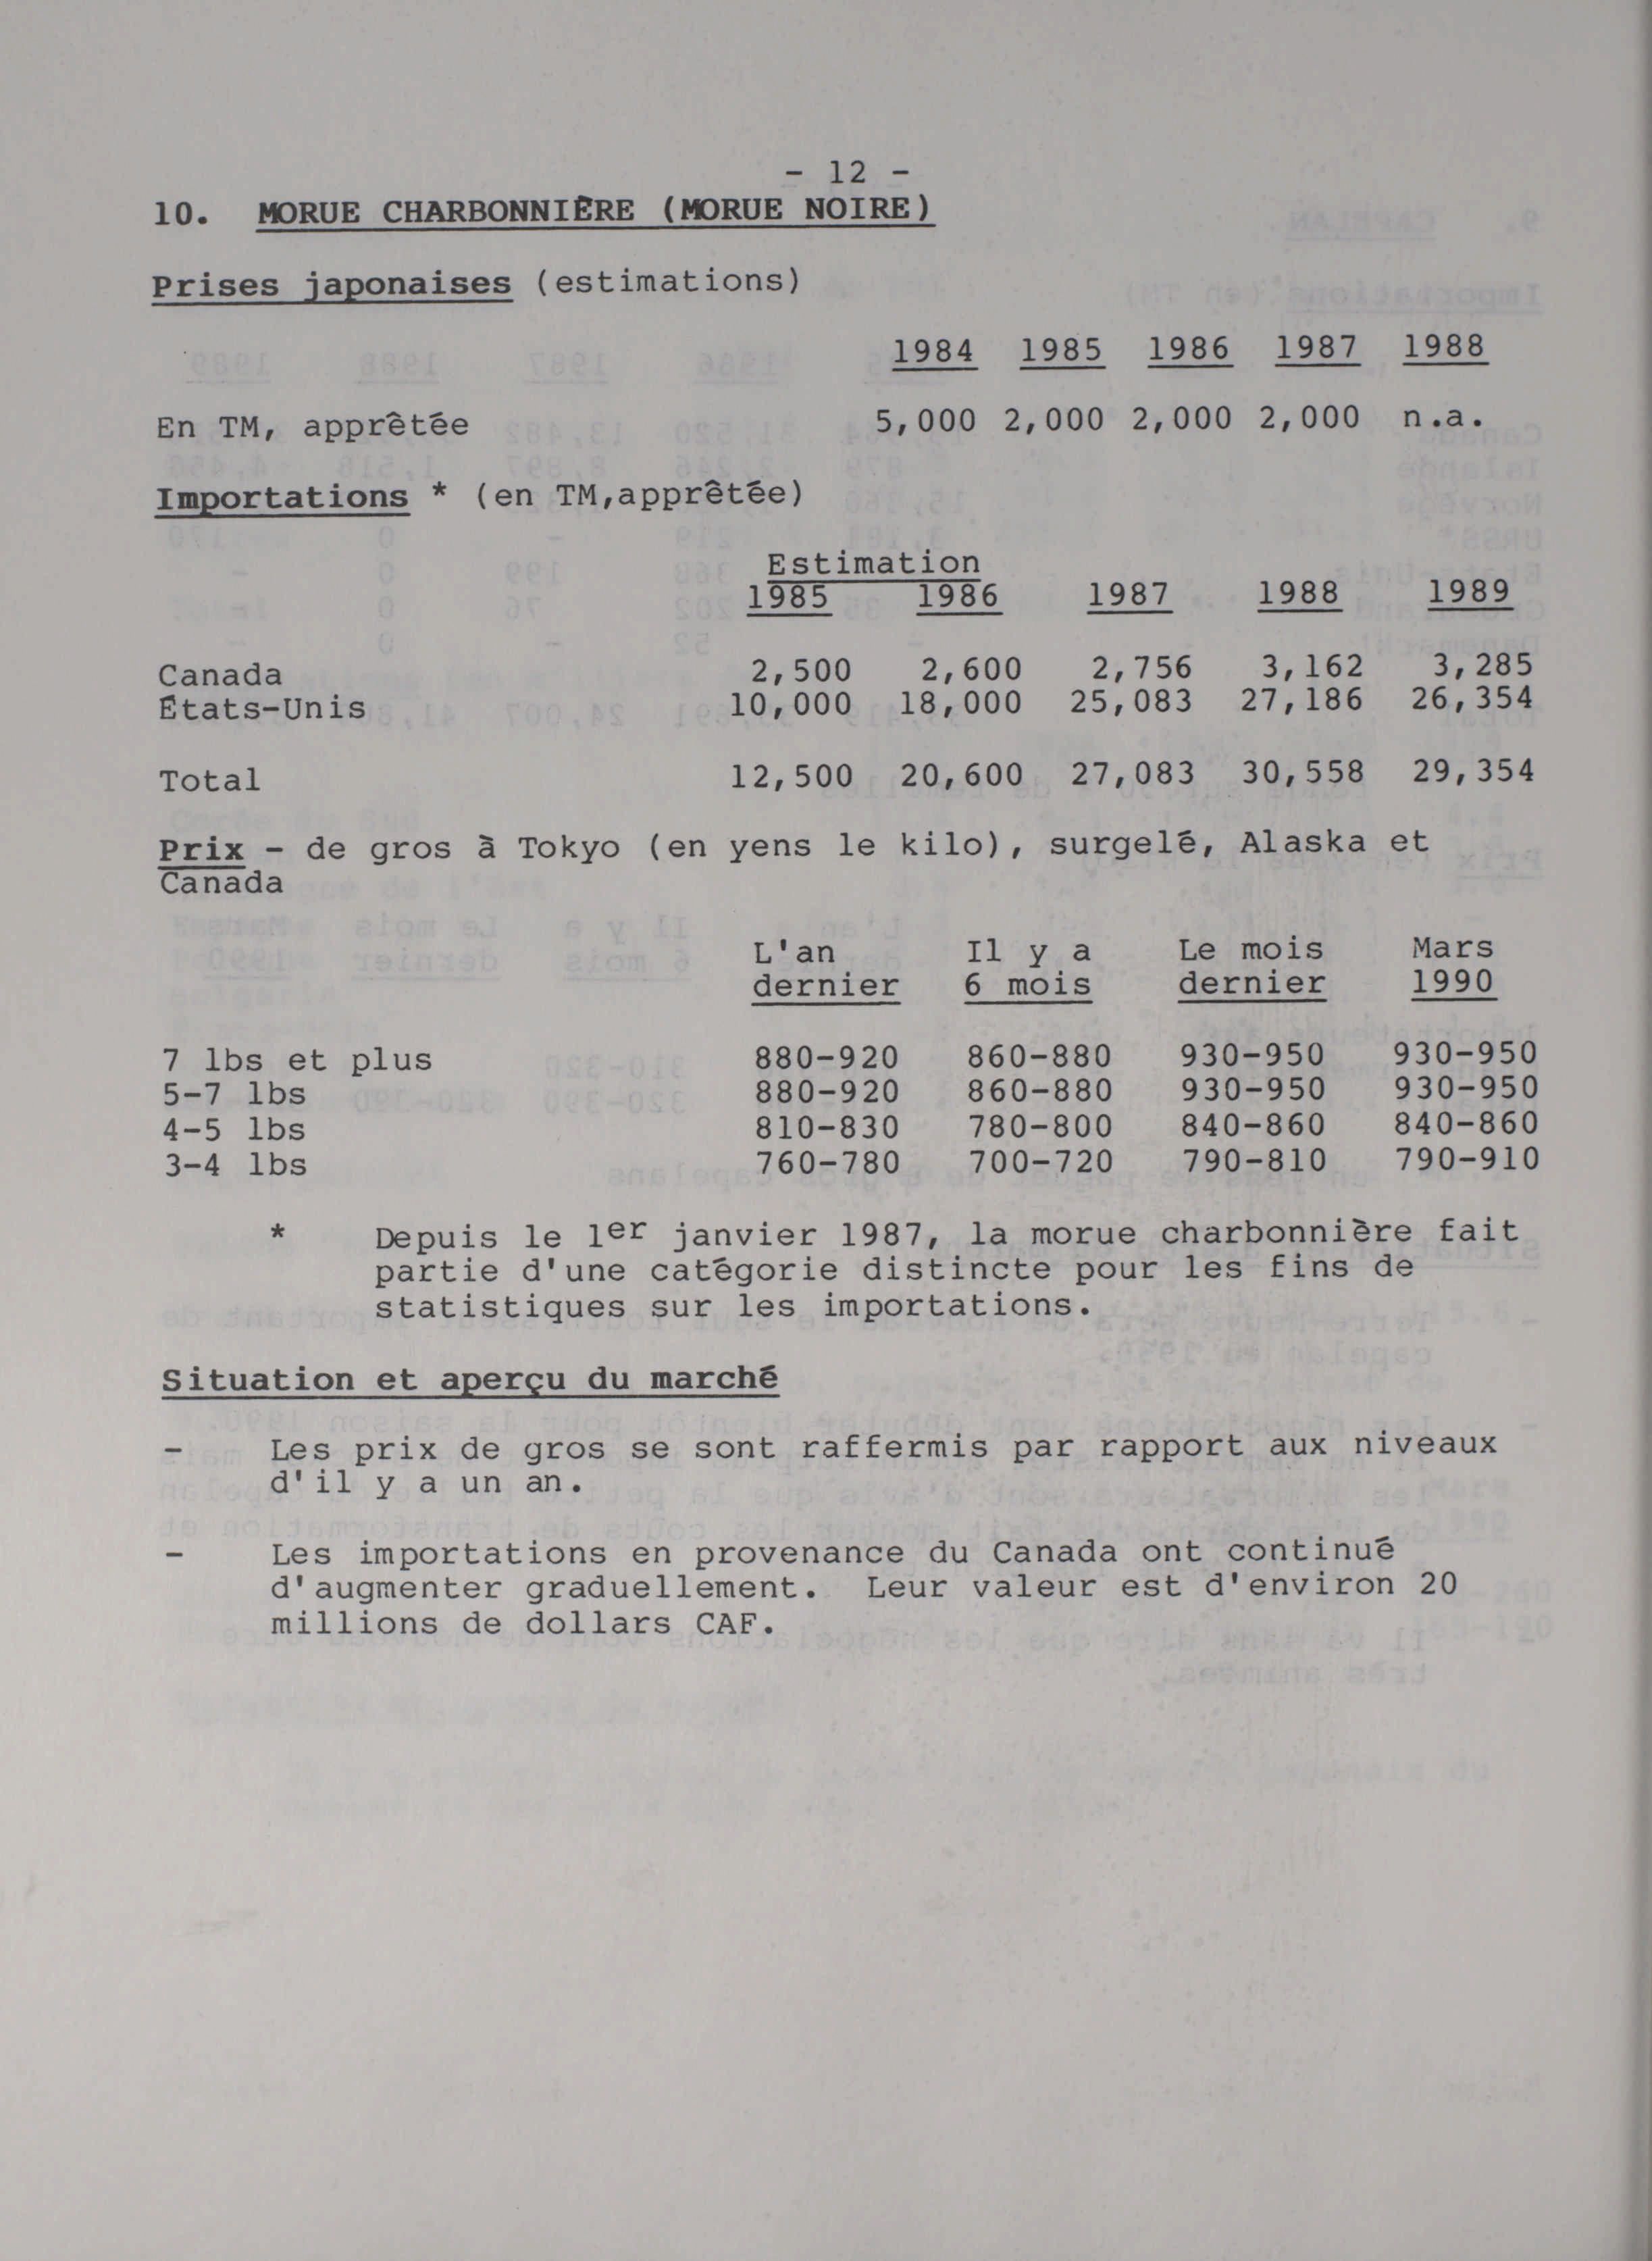 - 12 -
10. MORUE CHARBONNIÈRE (MORUE NOIRE)
Prises japonaises (estimations)
1984 1985 1986 1987 1988
En TM, apprêtée 5,000 2,000 2,000 2,000 n.a.
Importations * (en TM,apprêtée)
Estimation
1985 1986 1987 1988 1989
Canada 2,500 2,600 2,756 3,162 3,285
États-Unis 10,000 18,000 25,083 27,186 26,354
Total 12,500 20,600 27,083 30,558 29,354
Prix - de gros à Tokyo (en yens le kilo), surgelé, Alaska et
Canada
L'an Il y a Le mois Mars
dernier 6 mois dernier 1990
7 lbs et plus 880-920 860-880 930-950 930-950
5-7 lbs 880-920 860-880 930-950 930-950
4-5 lbs 810-830 780-800 840-860 840-860
3-4 lbs 760-780 700-720 790-810 790-910
* Depuis le 1er janvier 1987, la morue charbonnière fait
partie d'une catégorie distincte pour les fins de
statistiques sur les importations.
Situation et aperçu du marché
- Les prix de gros se sont raffermis par rapport aux niveaux
d'il y a un an.
- Les importations en provenance du Canada ont continué
d'augmenter graduellement. Leur valeur est d'environ 20
millions de dollars CAF.